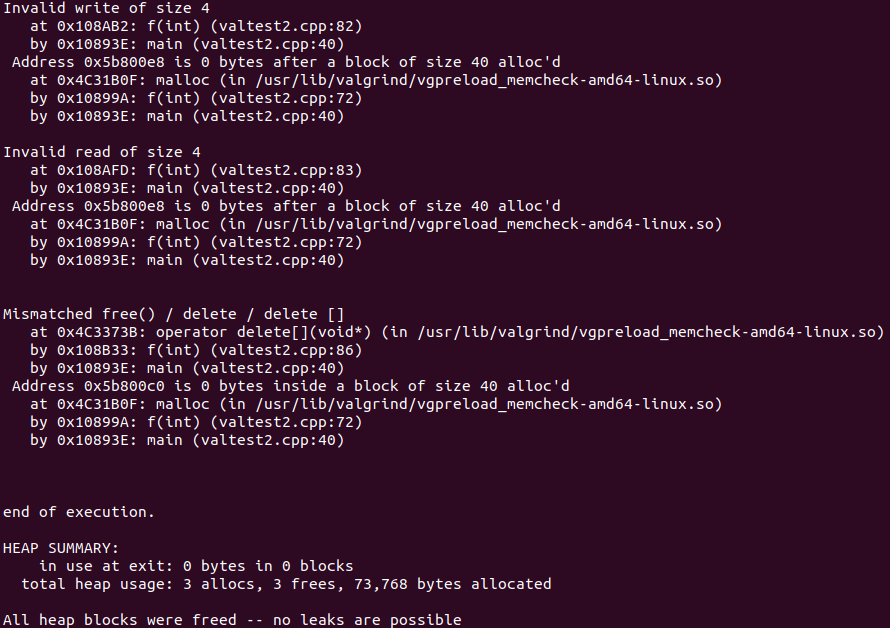 Invalid write of size 4
   at 0x108AB2: f(int) (valtest2.cpp:82)
   by 0x10893E: main (valtest2.cpp:40)
 Address 0x5b800e8 is 0 bytes after a block of size 40 alloc'd
   at 0x4C31B0F: malloc (in /usr/lib/valgrind/vgpreload_memcheck-amd64-linux.so)
   by 0x10899A: f(int) (valtest2.cpp:72)
   by 0x10893E: main (valtest2.cpp:40)

Invalid read of size 4
   at 0x108AFD: f(int) (valtest2.cpp:83)
   by 0x10893E: main (valtest2.cpp:40)
 Address 0x5b800e8 is 0 bytes after a block of size 40 alloc'd
   at 0x4C31B0F: malloc (in /usr/lib/valgrind/vgpreload_memcheck-amd64-linux.so)
   by 0x10899A: f(int) (valtest2.cpp:72)
   by 0x10893E: main (valtest2.cpp:40)


Mismatched free() / delete / delete []
   at 0x4C3373B: operator delete[](void*) (in /usr/lib/valgrind/vgpreload_memcheck-amd64-linux.so)
   by 0x108B33: f(int) (valtest2.cpp:86)
   by 0x10893E: main (valtest2.cpp:40)
 Address 0x5b800c0 is 0 bytes inside a block of size 40 alloc'd
   at 0x4C31B0F: malloc (in /usr/lib/valgrind/vgpreload_memcheck-amd64-linux.so)
   by 0x10899A: f(int) (valtest2.cpp:72)
   by 0x10893E: main (valtest2.cpp:40)



end of execution.

HEAP SUMMARY:
    in use at exit: 0 bytes in 0 blocks
  total heap usage: 3 allocs, 3 frees, 73,768 bytes allocated

All heap blocks were freed -- no leaks are possible